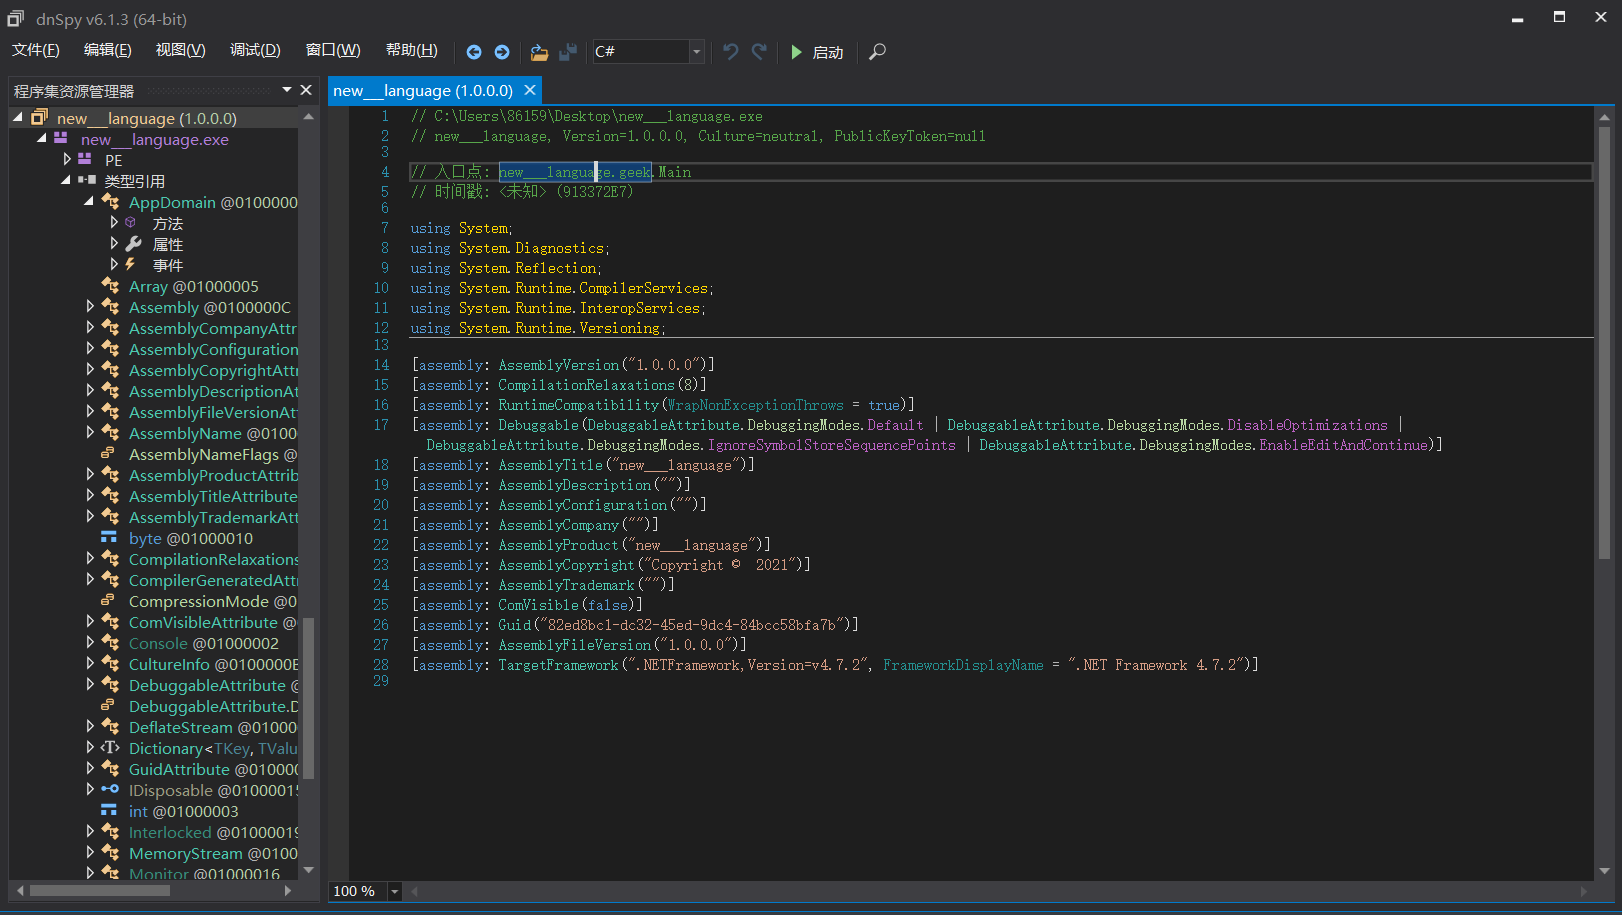 dnSpy v6.1.3 (64-bit)
文件(F) 编辑(E) 视图(V) 调试(D) 窗口(W) 帮助(H) C# 启动
程序集资源管理器
new___language (1.0.0.0)
new___language.exe
PE
类型引用
AppDomain @01000000
方法
属性
事件
Array @01000005
Assembly @0100000C
AssemblyCompanyAttr
AssemblyConfiguration
AssemblyCopyrightAtt
AssemblyDescriptionAt
AssemblyFileVersionAt
AssemblyName @0100
AssemblyNameFlags @
AssemblyProductAttrib
AssemblyTitleAttribute
AssemblyTrademarkAtt
byte @01000010
CompilationRelaxations
CompilerGeneratedAttr
CompressionMode @0
ComVisibleAttribute @
Console @01000002
CultureInfo @0100000E
DebuggableAttribute @
DebuggableAttribute.D
DeflateStream @01000
Dictionary<TKey, TValu
GuidAttribute @010000
IDisposable @01000015
int @01000003
Interlocked @01000019
MemoryStream @0100
Monitor @01000016
new___language (1.0.0.0)
1 // C:\Users\86159\Desktop\new___language.exe
2 // new___language, Version=1.0.0.0, Culture=neutral, PublicKeyToken=null
3
4 // 入口点: new___language.geek.Main
5 // 时间戳: <未知> (913372E7)
6
7 using System;
8 using System.Diagnostics;
9 using System.Reflection;
10 using System.Runtime.CompilerServices;
11 using System.Runtime.InteropServices;
12 using System.Runtime.Versioning;
13
14 [assembly: AssemblyVersion("1.0.0.0")]
15 [assembly: CompilationRelaxations(8)]
16 [assembly: RuntimeCompatibility(WrapNonExceptionThrows = true)]
17 [assembly: Debuggable(DebuggableAttribute.DebuggingModes.Default | DebuggableAttribute.DebuggingModes.DisableOptimizations |
DebuggableAttribute.DebuggingModes.IgnoreSymbolStoreSequencePoints | DebuggableAttribute.DebuggingModes.EnableEditAndContinue)]
18 [assembly: AssemblyTitle("new___language")]
19 [assembly: AssemblyDescription("")]
20 [assembly: AssemblyConfiguration("")]
21 [assembly: AssemblyCompany("")]
22 [assembly: AssemblyProduct("new___language")]
23 [assembly: AssemblyCopyright("Copyright ©  2021")]
24 [assembly: AssemblyTrademark("")]
25 [assembly: ComVisible(false)]
26 [assembly: Guid("82ed8bc1-dc32-45ed-9dc4-84bcc58bfa7b")]
27 [assembly: AssemblyFileVersion("1.0.0.0")]
28 [assembly: TargetFramework(".NETFramework,Version=v4.7.2", FrameworkDisplayName = ".NET Framework 4.7.2")]
29
100 %